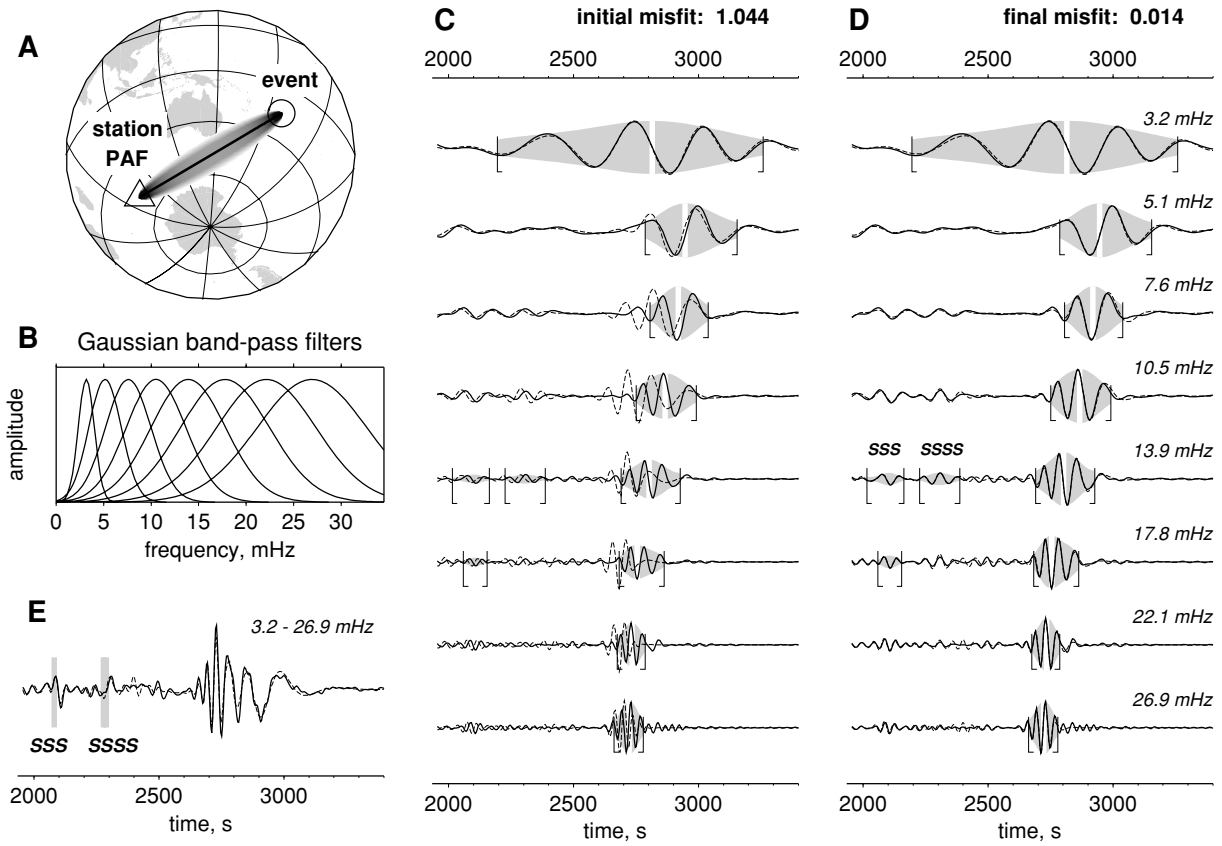 A
event
station
PAF
B
Gaussian band-pass filters
amplitude
0 5 10 15 20 25 30
frequency, mHz
E
3.2 - 26.9 mHz
SSS SSSS
2000 2500 3000
time, s
C
initial misfit: 1.044
2000 2500 3000
2000 2500 3000
time, s
D
final misfit: 0.014
2000 2500 3000
3.2 mHz
5.1 mHz
7.6 mHz
10.5 mHz
13.9 mHz
SSS SSSS
17.8 mHz
22.1 mHz
26.9 mHz
2000 2500 3000
time, s